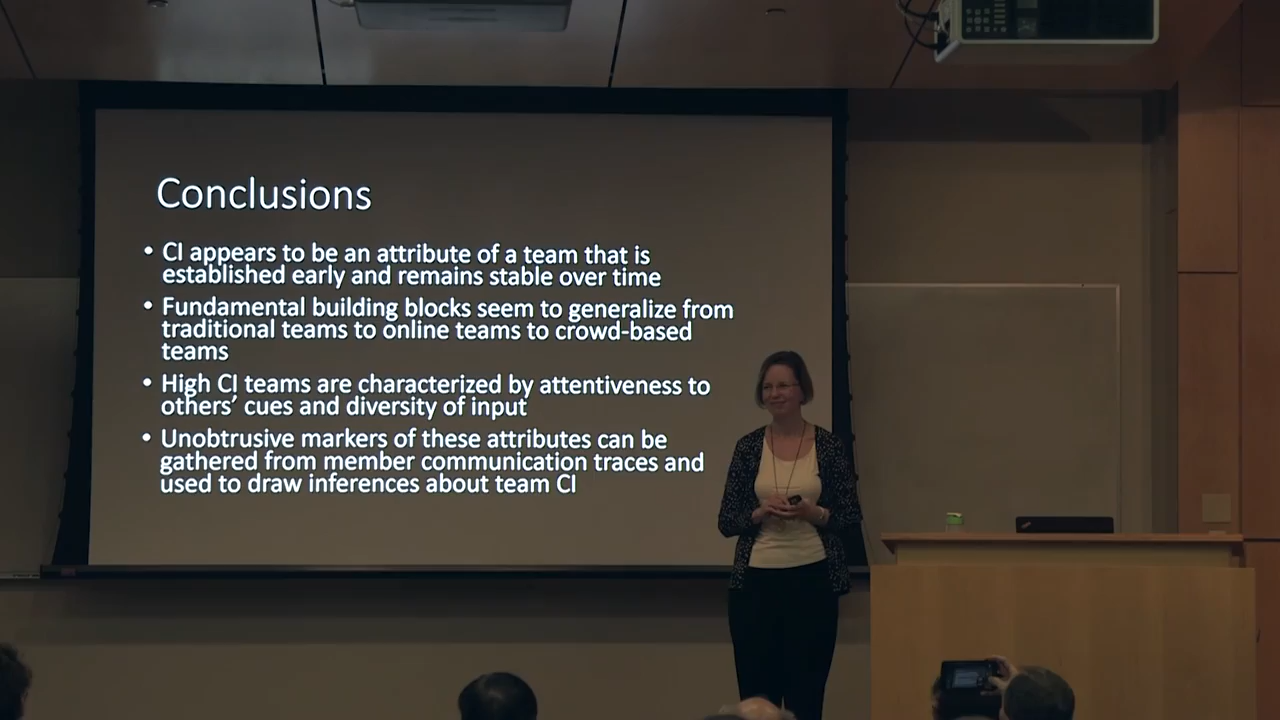 Conclusions
• CI appears to be an attribute of a team that is
established early and remains stable over time
• Fundamental building blocks seem to generalize from
traditional teams to online teams to crowd-based
teams
• High CI teams are characterized by attentiveness to
others’ cues and diversity of input
• Unobtrusive markers of these attributes can be
gathered from member communication traces and
used to draw inferences about team CI